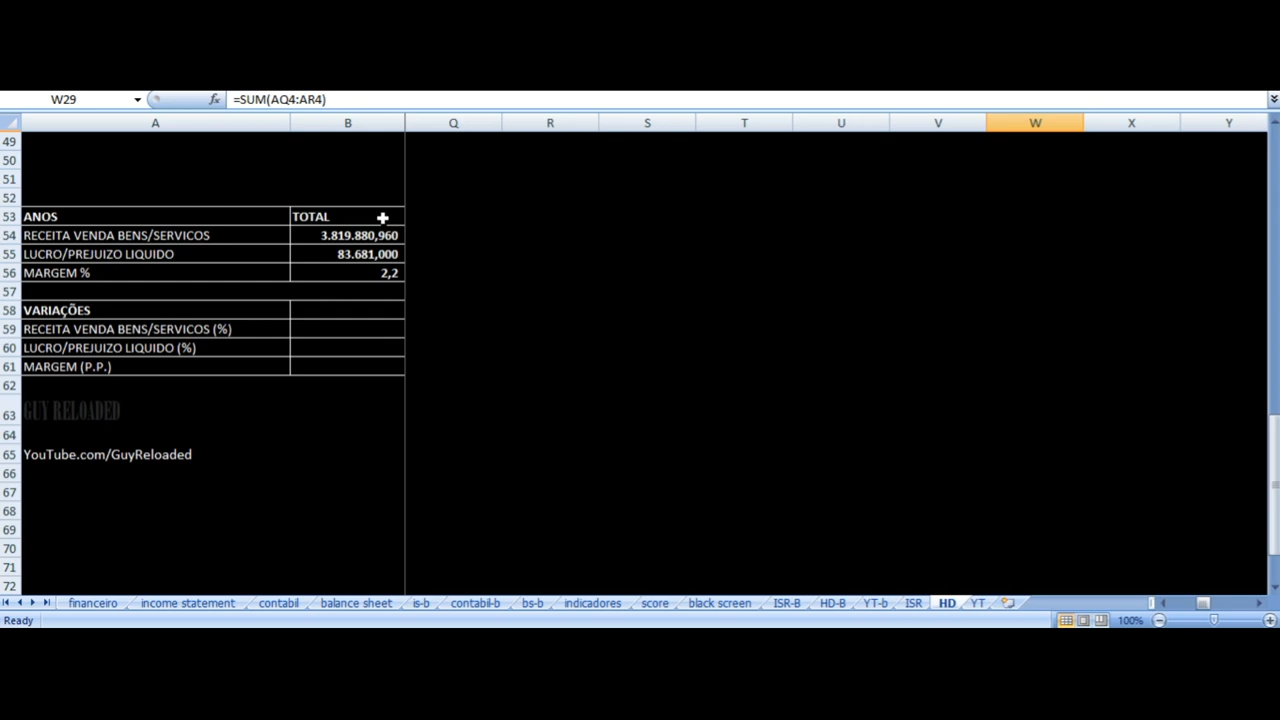 W29 fx =SUM(AQ4:AR4)
A B Q R S T U V W X Y
49
50
51
52
53 ANOS TOTAL
54 RECEITA VENDA BENS/SERVICOS 3.819.880,960
55 LUCRO/PREJUIZO LIQUIDO 83.681,000
56 MARGEM % 2,2
57
58 VARIAÇÕES
59 RECEITA VENDA BENS/SERVICOS (%)
60 LUCRO/PREJUIZO LIQUIDO (%)
61 MARGEM (P.P.)
62
63 GUY RELOADED
64
65 YouTube.com/GuyReloaded
66
67
68
69
70
71
72
financeiro income statement contabil balance sheet is-b contabil-b bs-b indicadores score black screen ISR-B HD-B YT-b ISR HD YT
Ready 100%